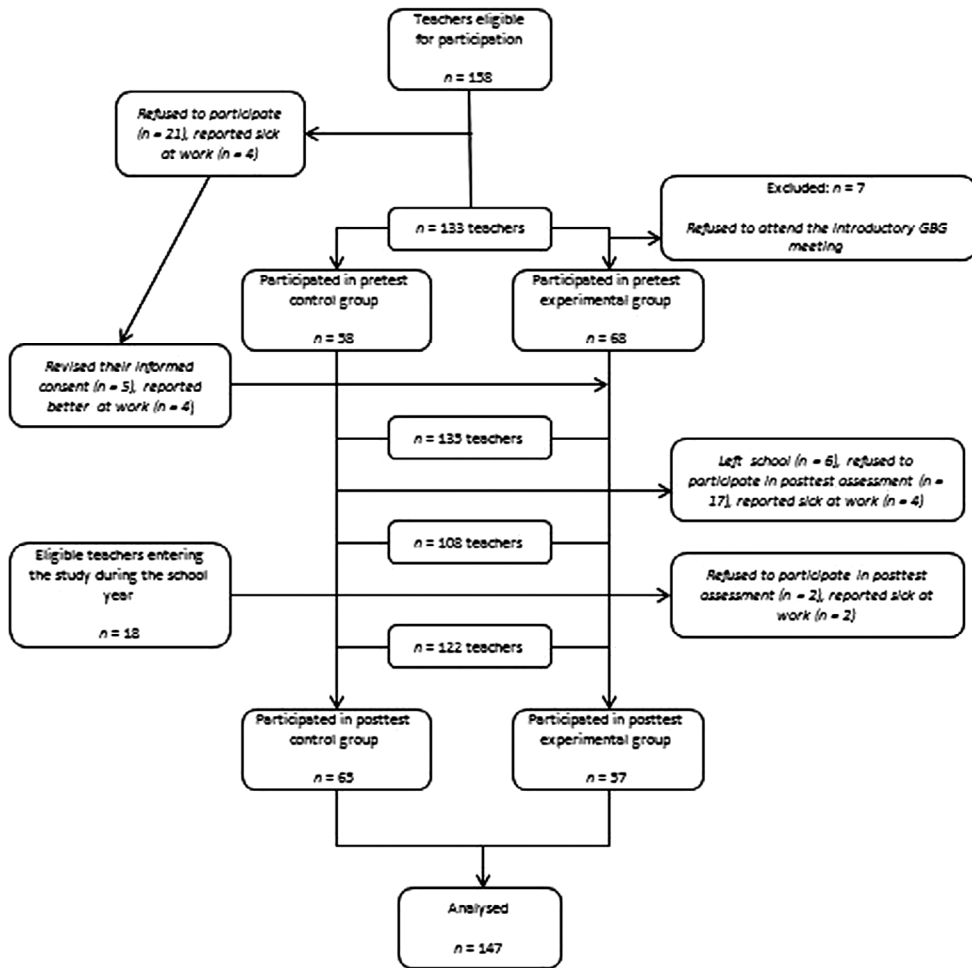 Teachers eligible
for participation
n = 158
Refused to participate
(n = 21), reported sick
at work (n = 4)
Excluded: n = 7
Refused to attend the introductory GBG
meeting
n = 133 teachers
Participated in pretest
control group
n = 58
Participated in pretest
experimental group
n = 68
Revised their informed
consent (n = 5), reported
better at work (n = 4)
n = 135 teachers
Left school (n = 6), refused to
participate in posttest assessment (n =
17), reported sick at work (n = 4)
n = 108 teachers
Eligible teachers entering
the study during the school
year
n = 18
Refused to participate in posttest
assessment (n = 2), reported sick at
work (n = 2)
n = 122 teachers
Participated in posttest
control group
n = 65
Participated in posttest
experimental group
n = 57
Analysed
n = 147